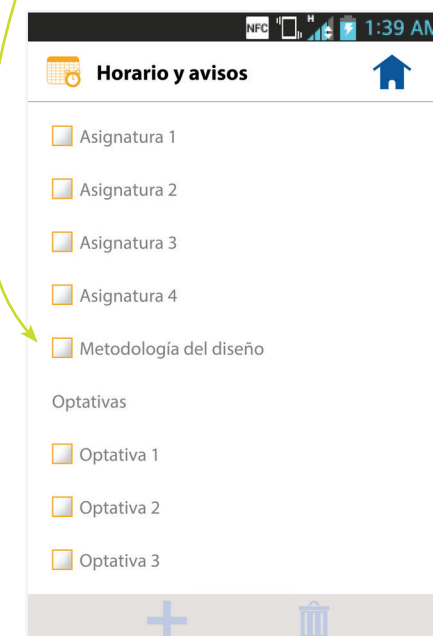 NFC H 1:39 AM
Horario y avisos
Asignatura 1
Asignatura 2
Asignatura 3
Asignatura 4
Metodología del diseño
Optativas
Optativa 1
Optativa 2
Optativa 3